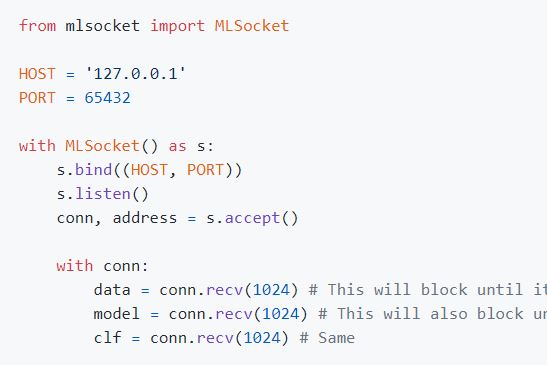 from mlsocket import MLSocket
HOST = '127.0.0.1'
PORT = 65432
with MLSocket() as s:
s.bind((HOST, PORT))
s.listen()
conn, address = s.accept()
with conn:
data = conn.recv(1024) # This will block until it
model = conn.recv(1024) # This will also block un
clf = conn.recv(1024) # Same